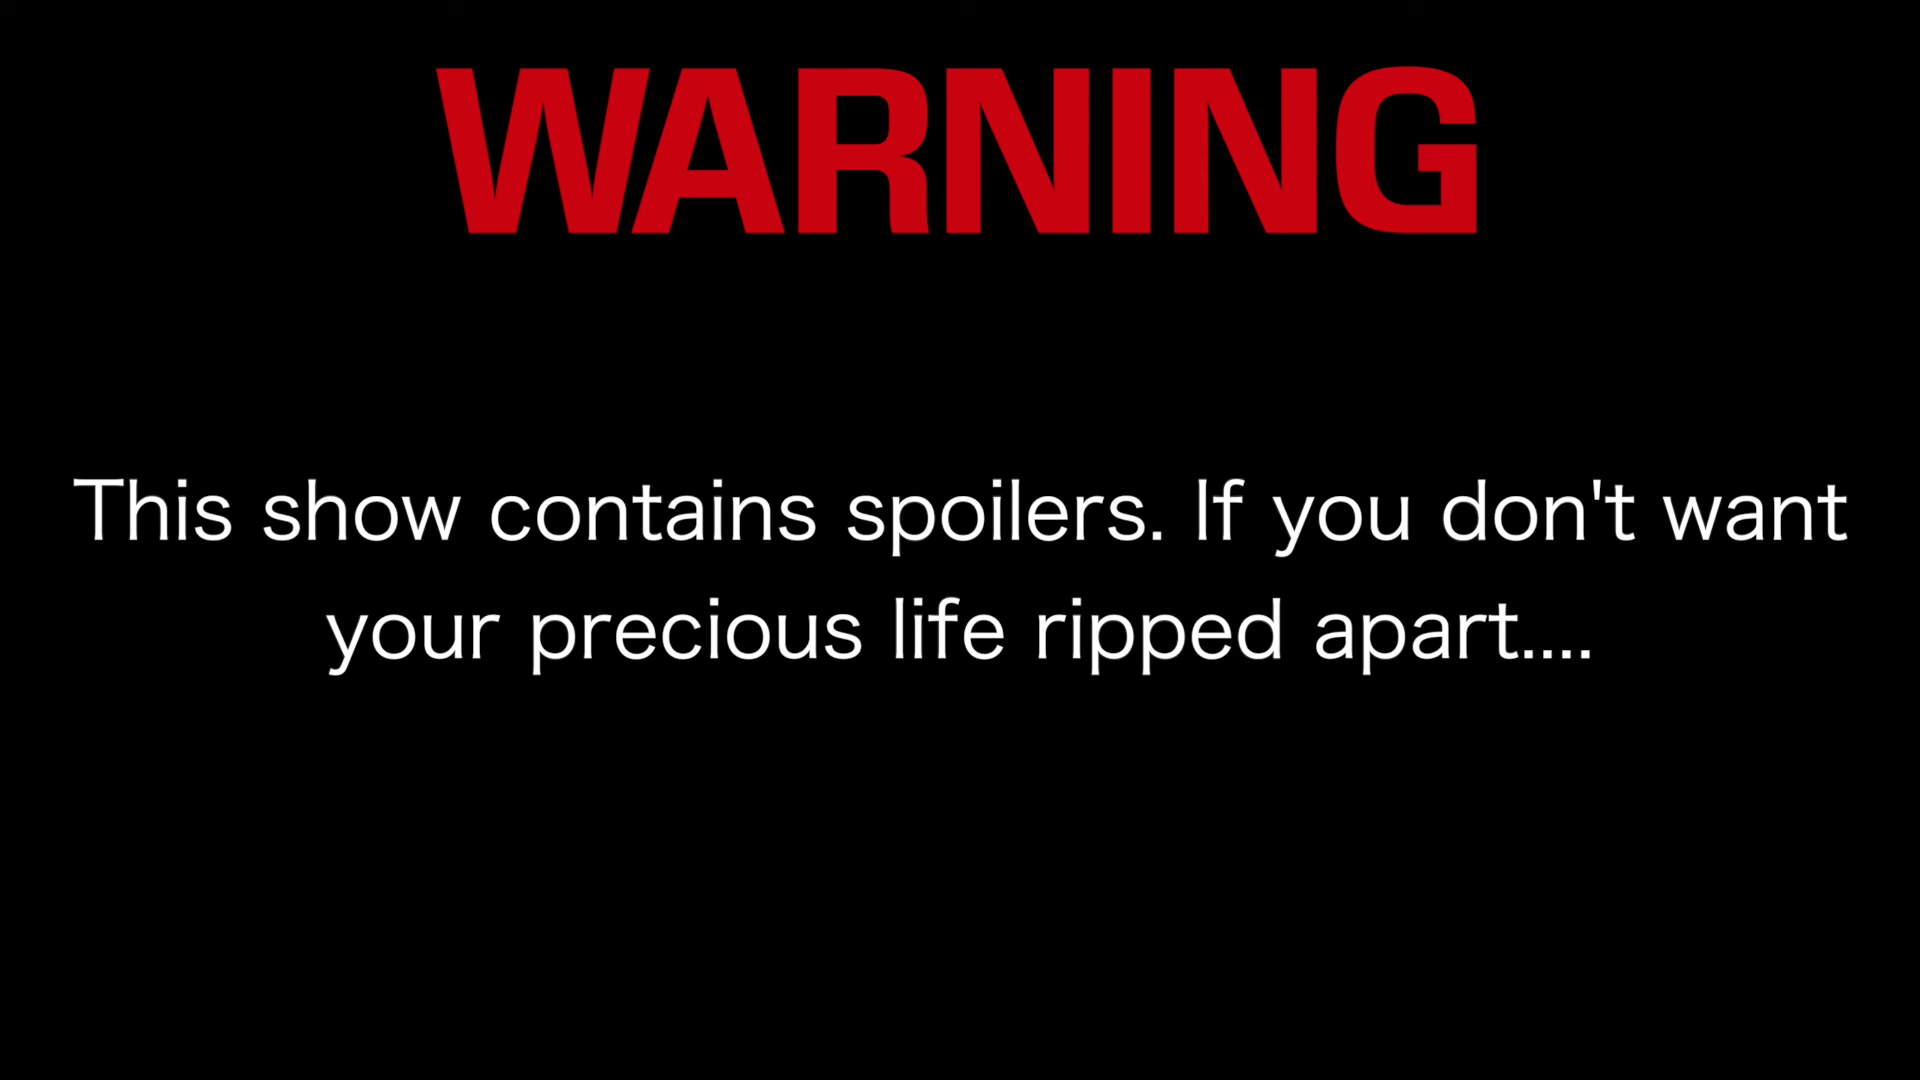 WARNING
This show contains spoilers. If you don't want
your precious life ripped apart....